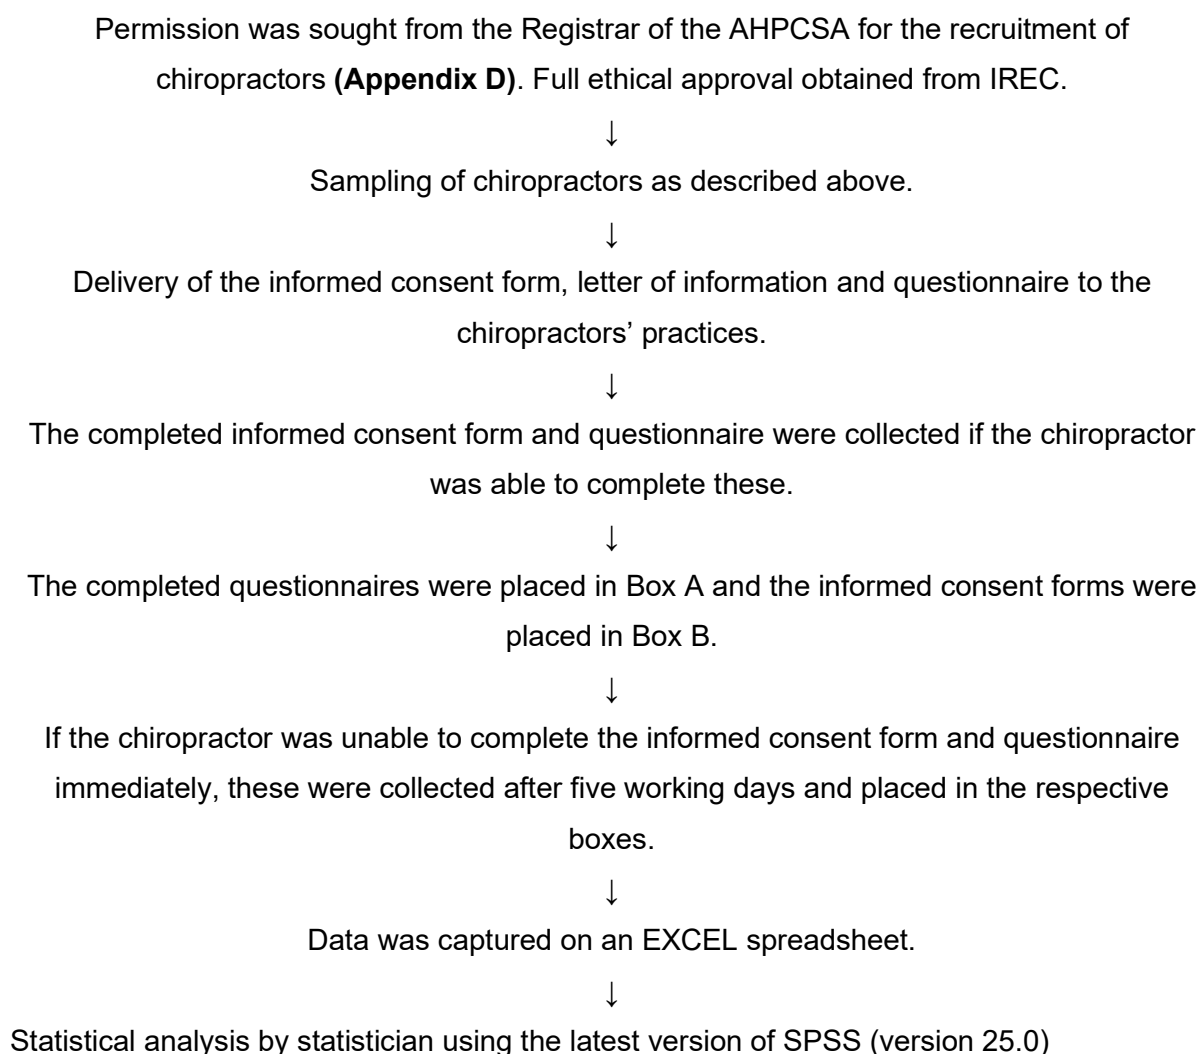 Permission was sought from the Registrar of the AHPCSA for the recruitment of
chiropractors (Appendix D). Full ethical approval obtained from IREC.
↓
Sampling of chiropractors as described above.
↓
Delivery of the informed consent form, letter of information and questionnaire to the
chiropractors’ practices.
↓
The completed informed consent form and questionnaire were collected if the chiropractor
was able to complete these.
↓
The completed questionnaires were placed in Box A and the informed consent forms were
placed in Box B.
↓
If the chiropractor was unable to complete the informed consent form and questionnaire
immediately, these were collected after five working days and placed in the respective
boxes.
↓
Data was captured on an EXCEL spreadsheet.
↓
Statistical analysis by statistician using the latest version of SPSS (version 25.0)